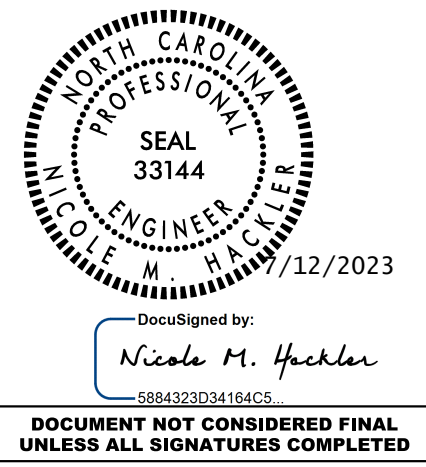 NORTH CAROLINA
PROFESSIONAL
SEAL
33144
ENGINEER
NICOLE M. HACKLER
7/12/2023
DocuSigned by:
Nicole M. Hackler
5884323D34164C5...
DOCUMENT NOT CONSIDERED FINAL
UNLESS ALL SIGNATURES COMPLETED